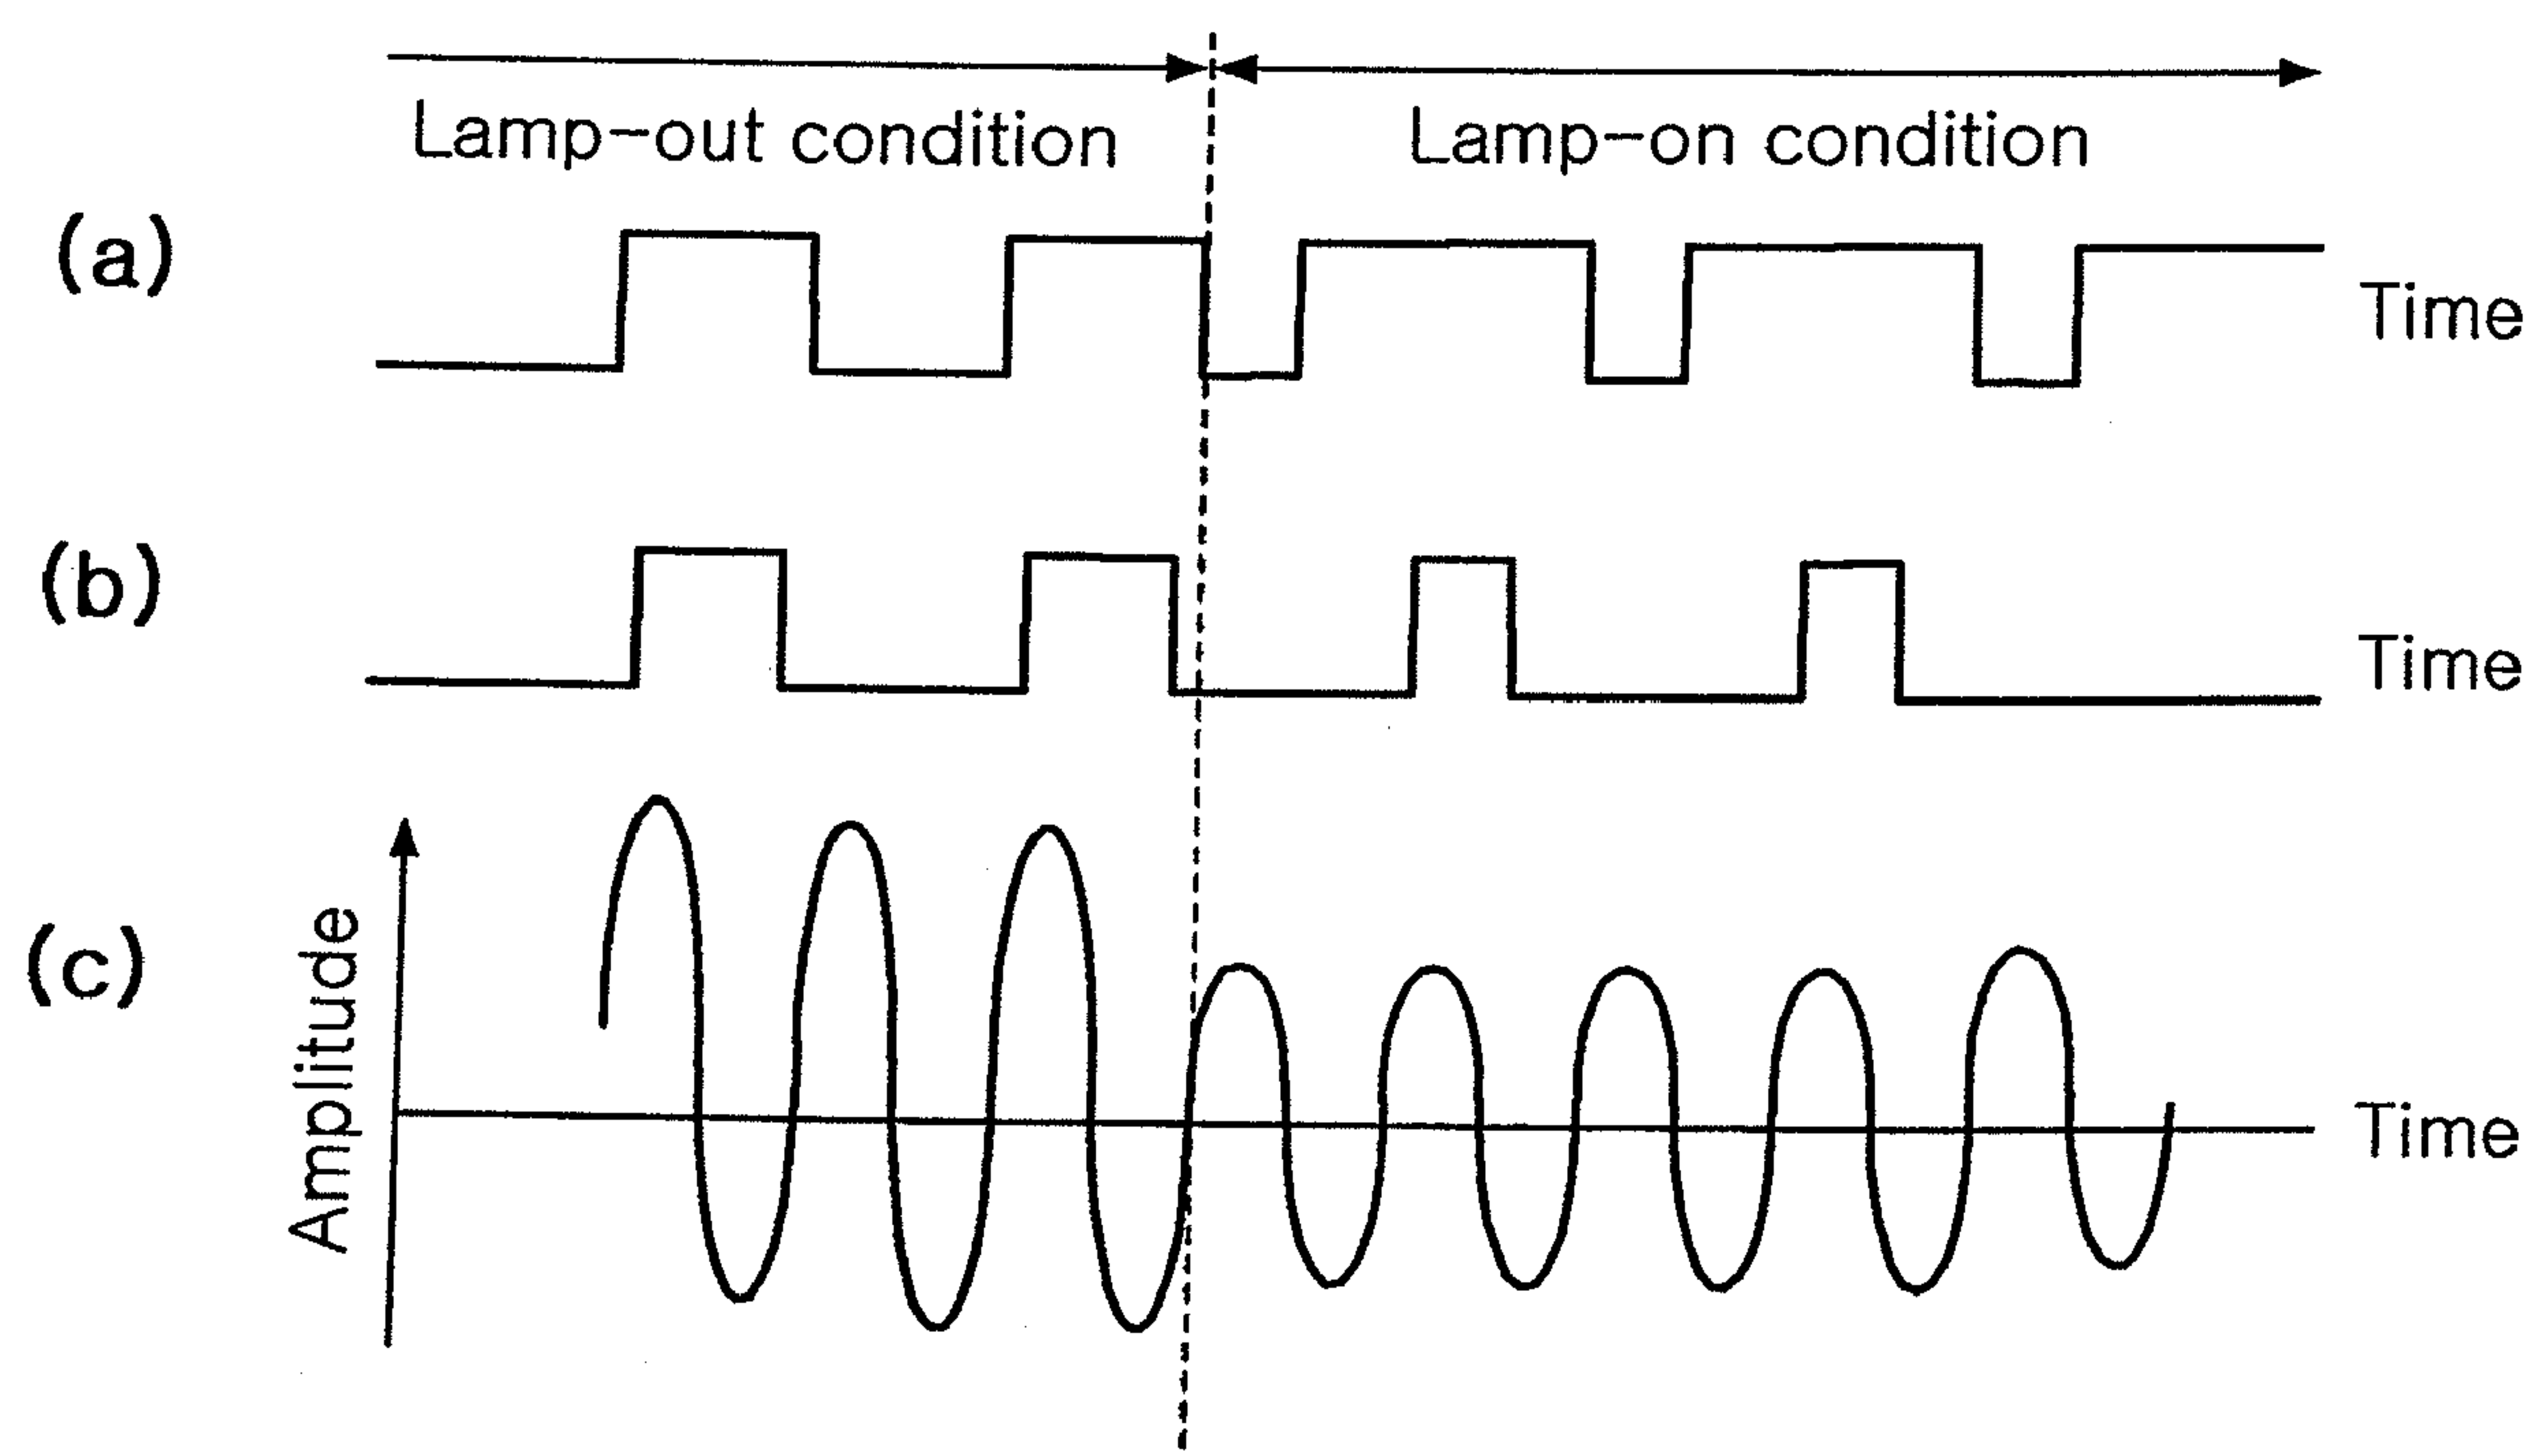 Lamp-out condition
Lamp-on condition
(a)
Time
(b)
Time
(c)
Amplitude
Time